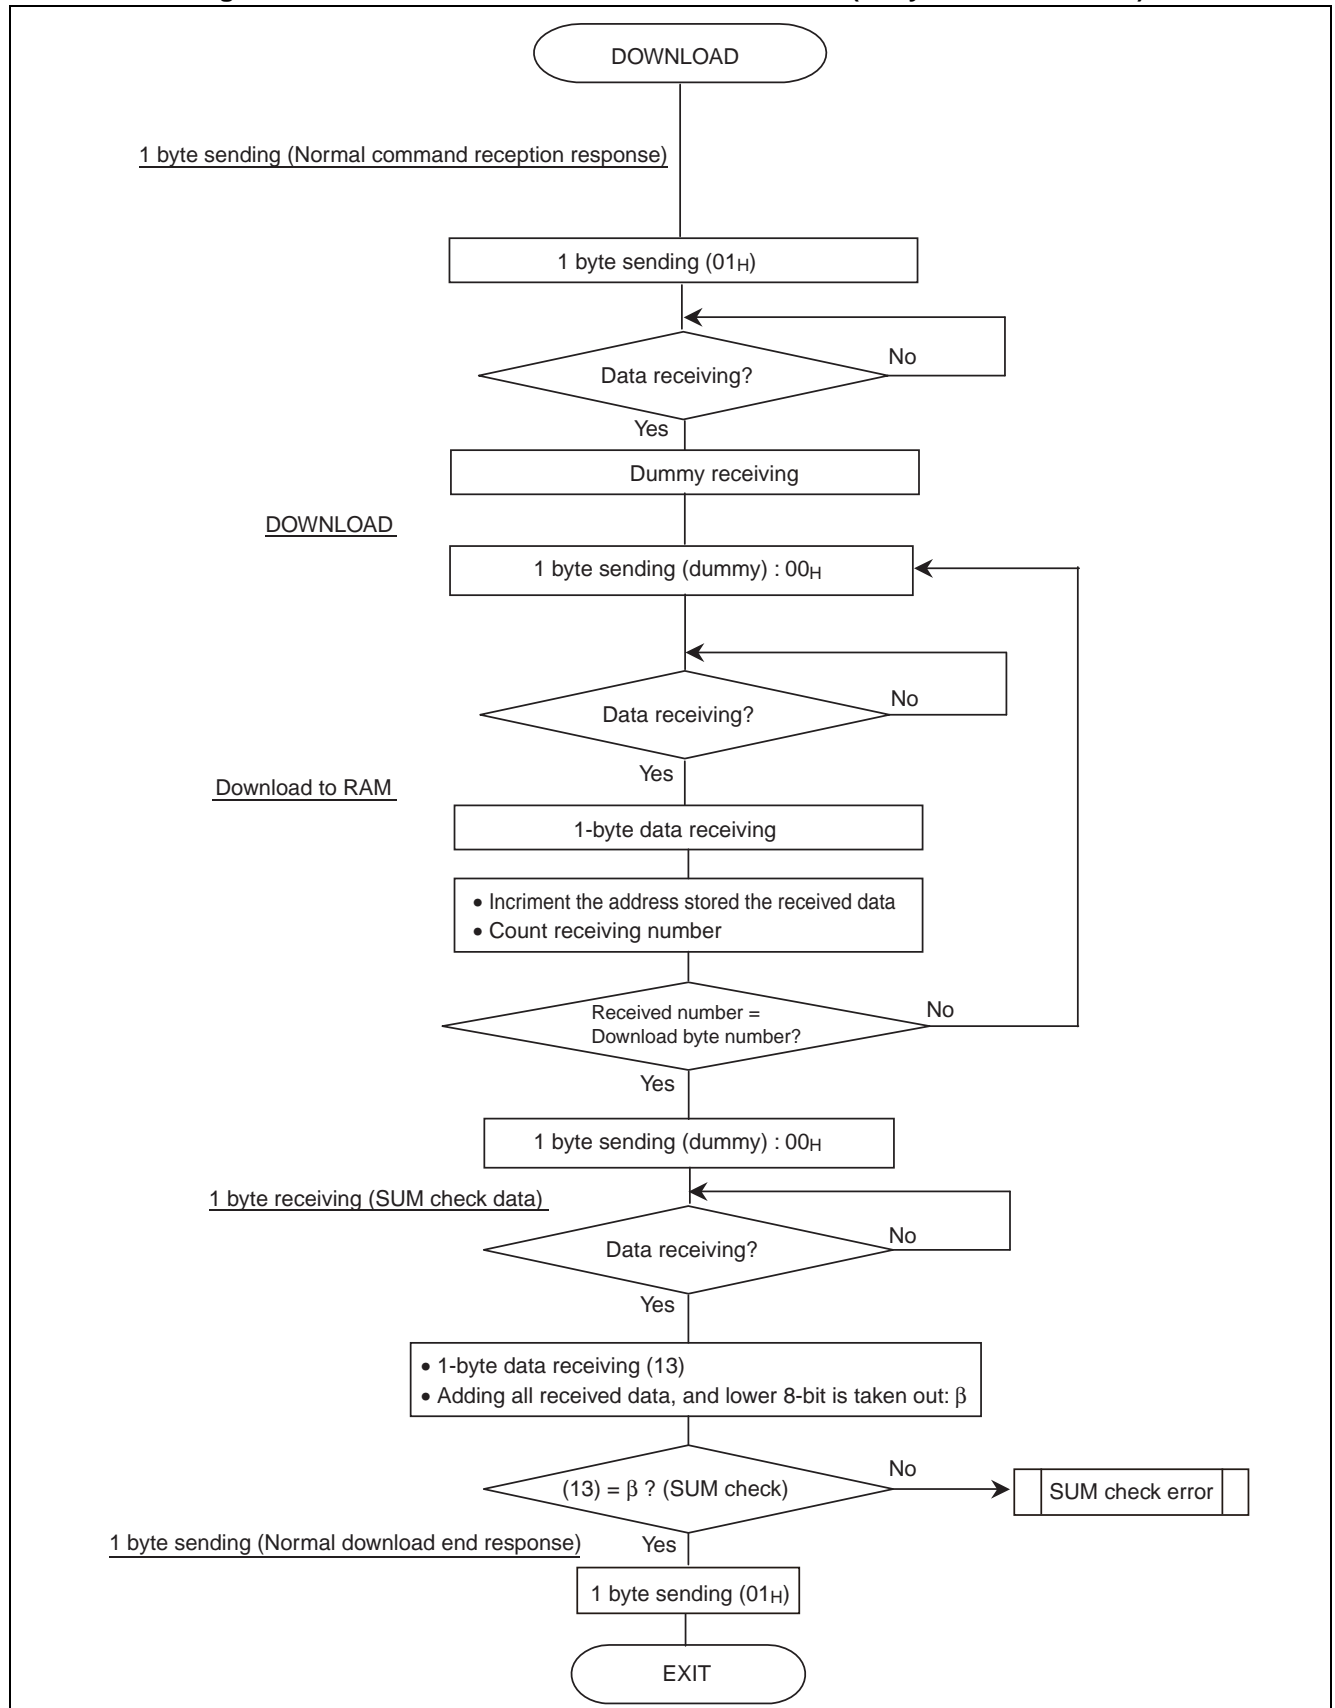 DOWNLOAD
1 byte sending (Normal command reception response)
1 byte sending (01H)
No
Data receiving?
Yes
Dummy receiving
DOWNLOAD
1 byte sending (dummy) : 00H
No
Data receiving?
Yes
Download to RAM
1-byte data receiving
• Incriment the address stored the received data
• Count receiving number
No
Received number =
Download byte number?
Yes
1 byte sending (dummy) : 00H
1 byte receiving (SUM check data)
No
Data receiving?
Yes
• 1-byte data receiving (13)
• Adding all received data, and lower 8-bit is taken out: β
No
(13) = β ? (SUM check)
SUM check error
1 byte sending (Normal download end response)
Yes
1 byte sending (01H)
EXIT